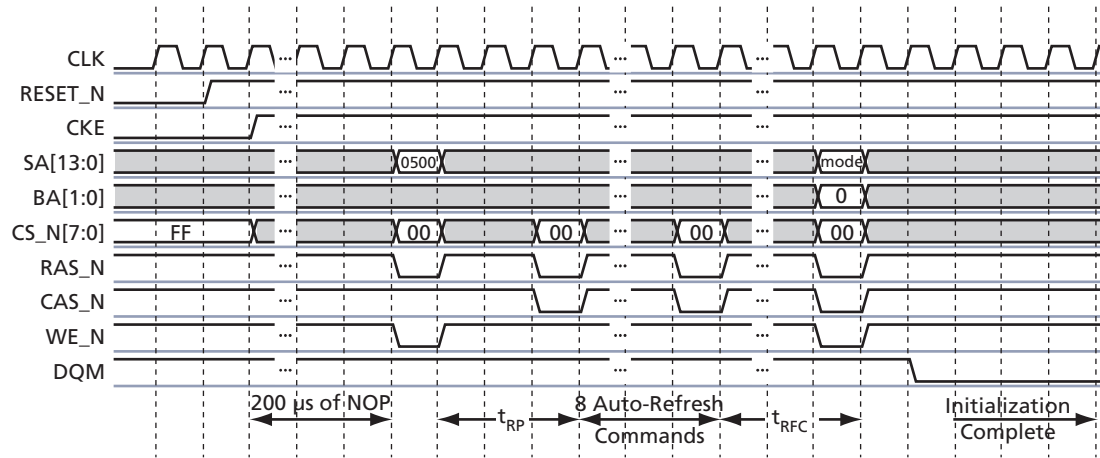 CLK ... ... ...
RESET_N ... ... ...
CKE ... ... ...
SA[13:0] ... 0500 ... ... mode
BA[1:0] ... ... ... 0
CS_N[7:0] FF ... 00 00 ... 00 ... 00
RAS_N ... ... ...
CAS_N ... ... ...
WE_N ... ... ...
DQM ... ... ...
200 µs of NOP
tRP
8 Auto-Refresh
Commands
tRFC
Initialization
Complete